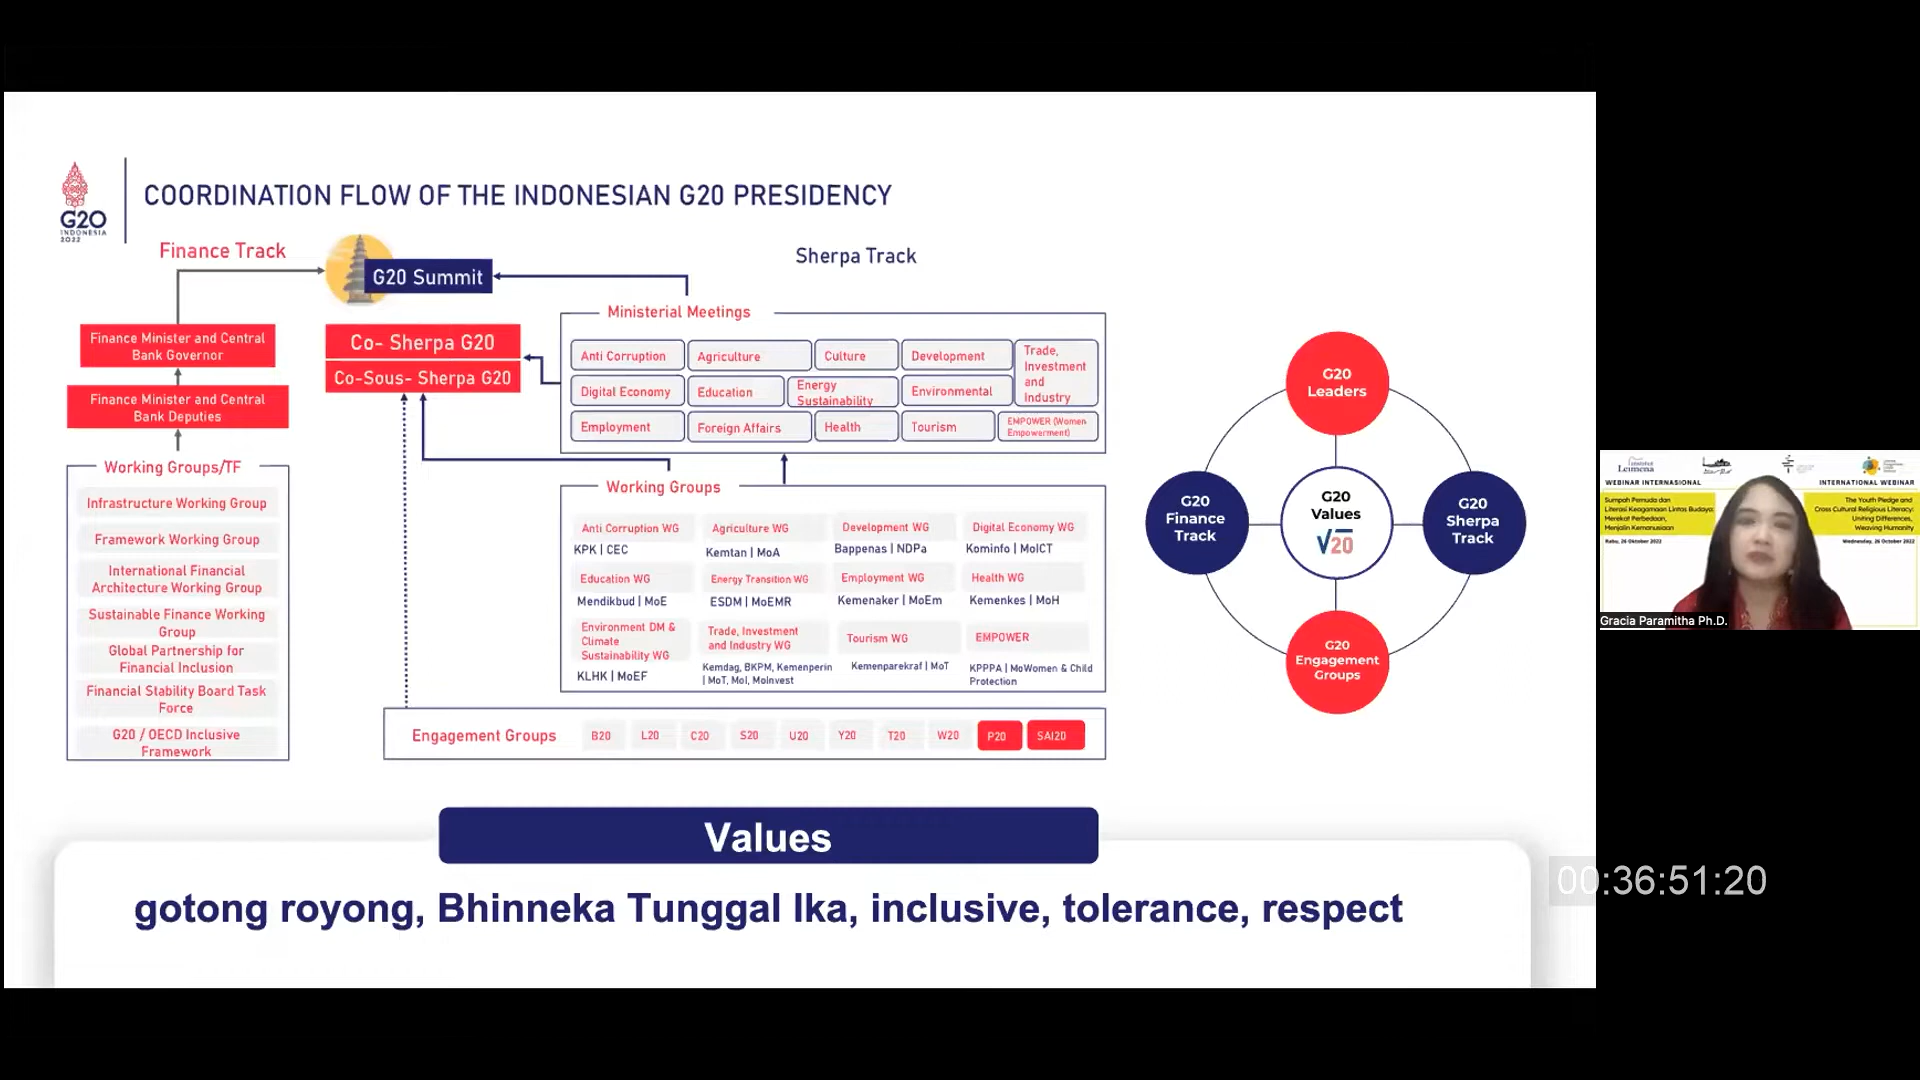 G20
INDONESIA
2022
COORDINATION FLOW OF THE INDONESIAN G20 PRESIDENCY
Finance Track
G20 Summit
Sherpa Track
Finance Minister and Central
Bank Governor
Finance Minister and Central
Bank Deputies
Working Groups/TF
Infrastructure Working Group
Framework Working Group
International Financial
Architecture Working Group
Sustainable Finance Working
Group
Global Partnership for
Financial Inclusion
Financial Stability Board Task
Force
G20 / OECD Inclusive
Framework
Co- Sherpa G20
Co-Sous- Sherpa G20
Ministerial Meetings
Anti Corruption
Agriculture
Culture
Development
Trade,
Investment
and
Industry
Digital Economy
Education
Energy
Sustainability
Environmental
Employment
Foreign Affairs
Health
Tourism
EMPOWER (Women
Empowerment)
Working Groups
Anti Corruption WG
KPK | CEC
Agriculture WG
Kemtan | MoA
Development WG
Bappenas | NDPa
Digital Economy WG
Kominfo | MoICT
Education WG
Mendikbud | MoE
Energy Transition WG
ESDM | MoEMR
Employment WG
Kemenaker | MoEm
Health WG
Kemenkes | MoH
Environment DM &
Climate
Sustainability WG
KLHK | MoEF
Trade, Investment
and Industry WG
Kemdag, BKPM, Kemenperin
| MoT, MoI, MoInvest
Tourism WG
Kemenparekraf | MoT
EMPOWER
KPPPA | MoWomen & Child
Protection
Engagement Groups
B20
L20
C20
S20
U20
Y20
T20
W20
P20
SAI20
G20
Leaders
G20
Finance
Track
G20
Values
√20
G20
Sherpa
Track
G20
Engagement
Groups
Values
gotong royong, Bhinneka Tunggal Ika, inclusive, tolerance, respect
Leimena
WEBINAR INTERNASIONAL
INTERNATIONAL WEBINAR
Sumpah Pemuda dan
Literasi Keagamaan Lintas Budaya:
Merekat Perbedaan,
Menjalin Kemanusiaan
The Youth Pledge and
Cross Cultural Religious Literacy:
Uniting Differences,
Weaving Humanity
Rabu, 26 Oktober 2022
Wednesday, 26 October 2022
Gracia Paramitha Ph.D.
00:36:51:20